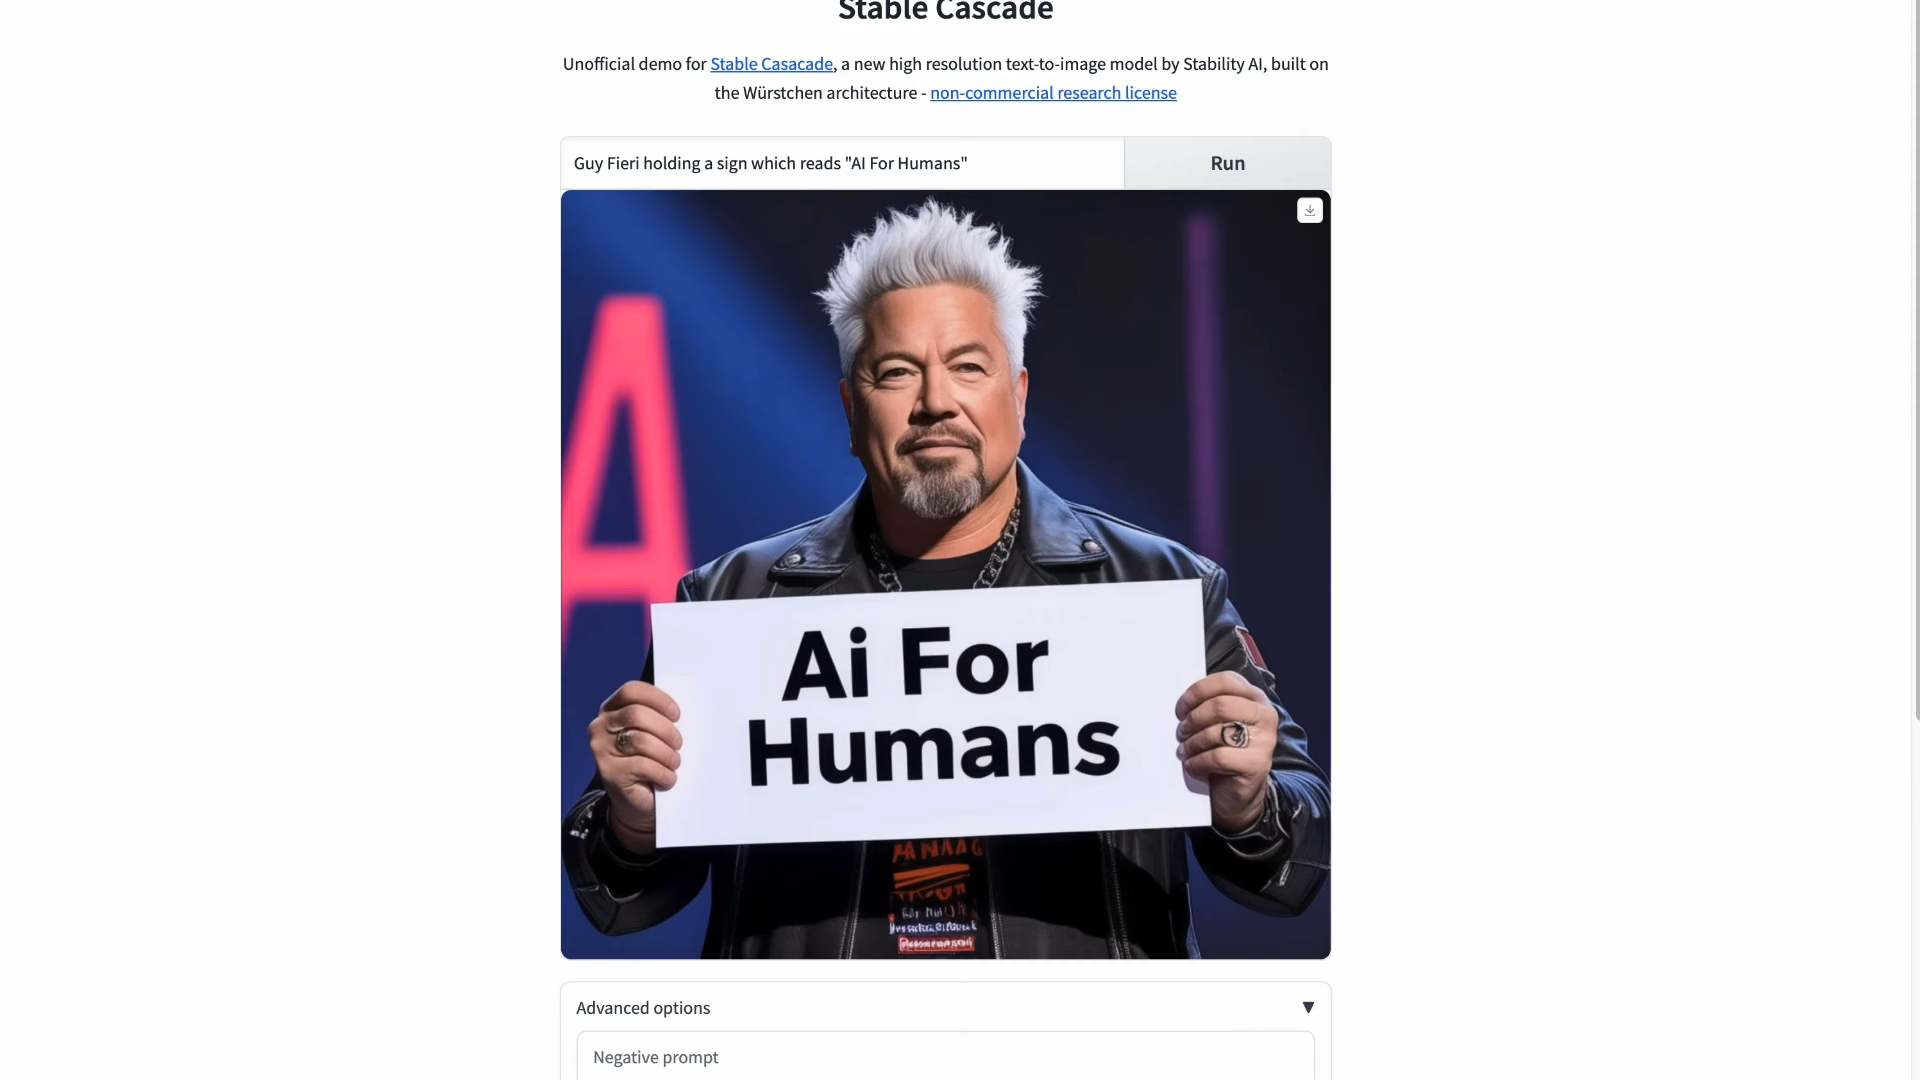 Stable Cascade
Unofficial demo for Stable Casacade, a new high resolution text-to-image model by Stability AI, built on
the Würstchen architecture - non-commercial research license
Guy Fieri holding a sign which reads "AI For Humans"
Run
A
Ai For
Humans
Advanced options
Negative prompt